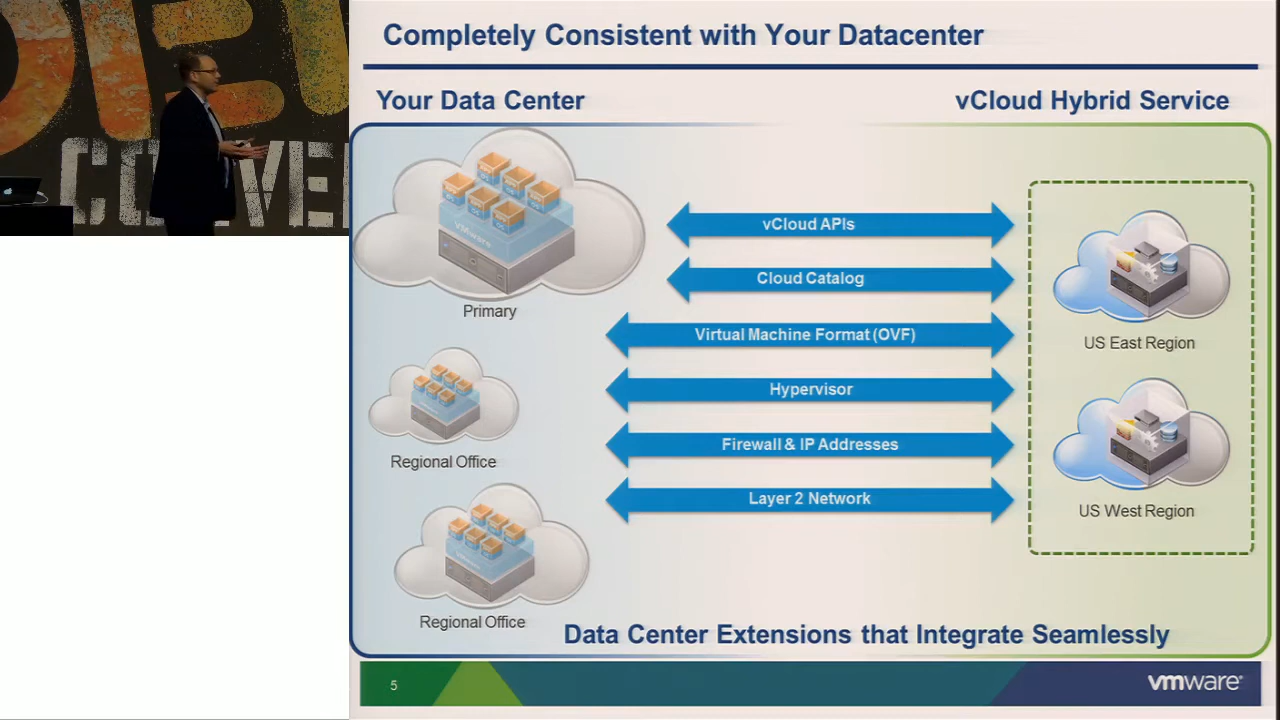 Completely Consistent with Your Datacenter
Your Data Center
vCloud Hybrid Service
vmware
Primary
Regional Office
Regional Office
vCloud APIs
Cloud Catalog
Virtual Machine Format (OVF)
Hypervisor
Firewall & IP Addresses
Layer 2 Network
US East Region
US West Region
Data Center Extensions that Integrate Seamlessly
5
vmware